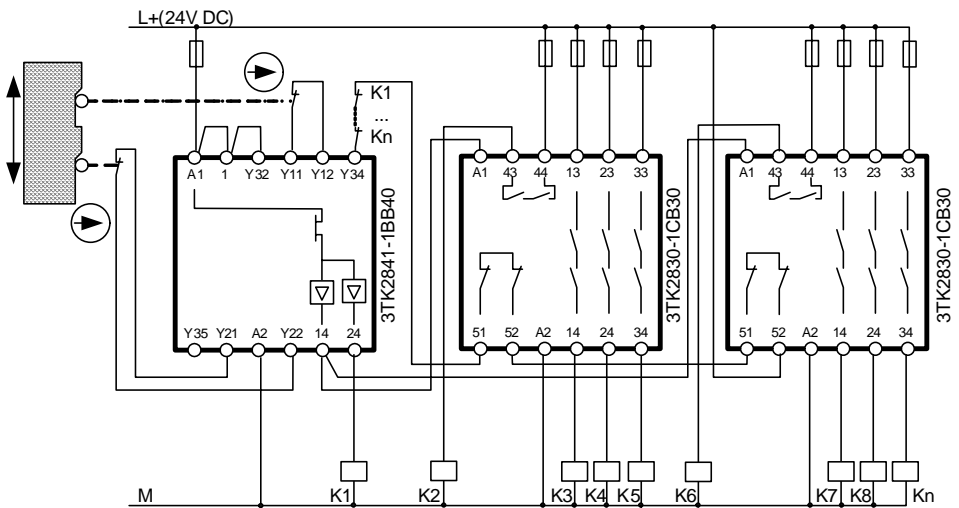 L+(24V DC)
K1
...
Kn
A1 1 Y32 Y11 Y12 Y34
3TK2841-1BB40
Y35 Y21 A2 Y22 14 24
A1 43 44 13 23 33
3TK2830-1CB30
51 52 A2 14 24 34
A1 43 44 13 23 33
3TK2830-1CB30
51 52 A2 14 24 34
M K1 K2 K3 K4 K5 K6 K7 K8 Kn